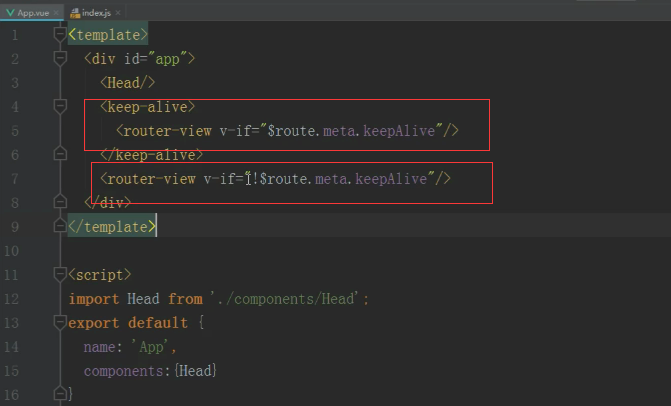 App.vue index.js
1 <template>
2 <div id="app">
3 <Head/>
4 <keep-alive>
5 <router-view v-if="$route.meta.keepAlive"/>
6 </keep-alive>
7 <router-view v-if="!$route.meta.keepAlive"/>
8 </div>
9 </template>
10
11 <script>
12 import Head from './components/Head';
13 export default {
14 name: 'App',
15 components:{Head}
16 }